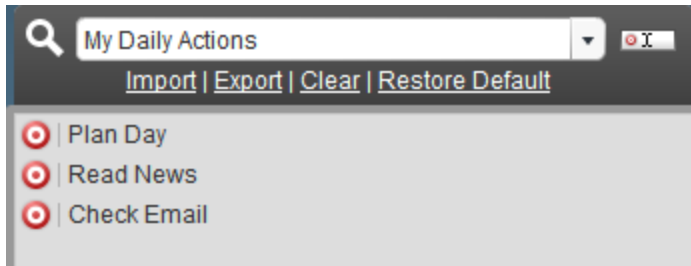 My Daily Actions
Import | Export | Clear | Restore Default
Plan Day
Read News
Check Email